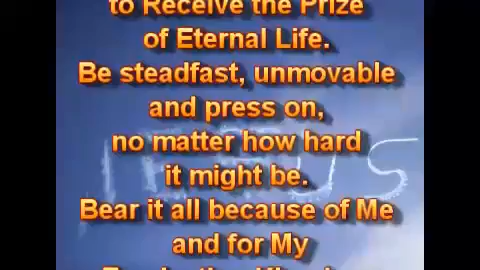 to Receive the Prize
of Eternal Life.
Be steadfast, unmovable
and press on,
no matter how hard
it might be.
Bear it all because of Me
and for My
JESUS